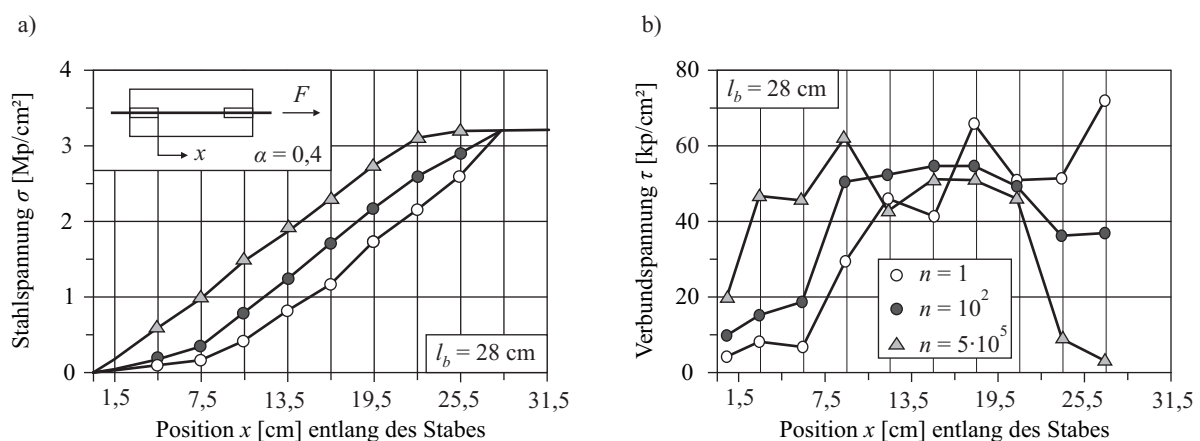 a)
Stahlspannung σ [Mp/cm²]
4
3
2
1
0
F
x
α = 0,4
l_b = 28 cm
1,5 7,5 13,5 19,5 25,5 31,5
Position x [cm] entlang des Stabes
b)
Verbundspannung τ [kp/cm²]
80
60
40
20
0
l_b = 28 cm
n = 1
n = 10²
n = 5·10⁵
1,5 7,5 13,5 19,5 25,5 31,5
Position x [cm] entlang des Stabes